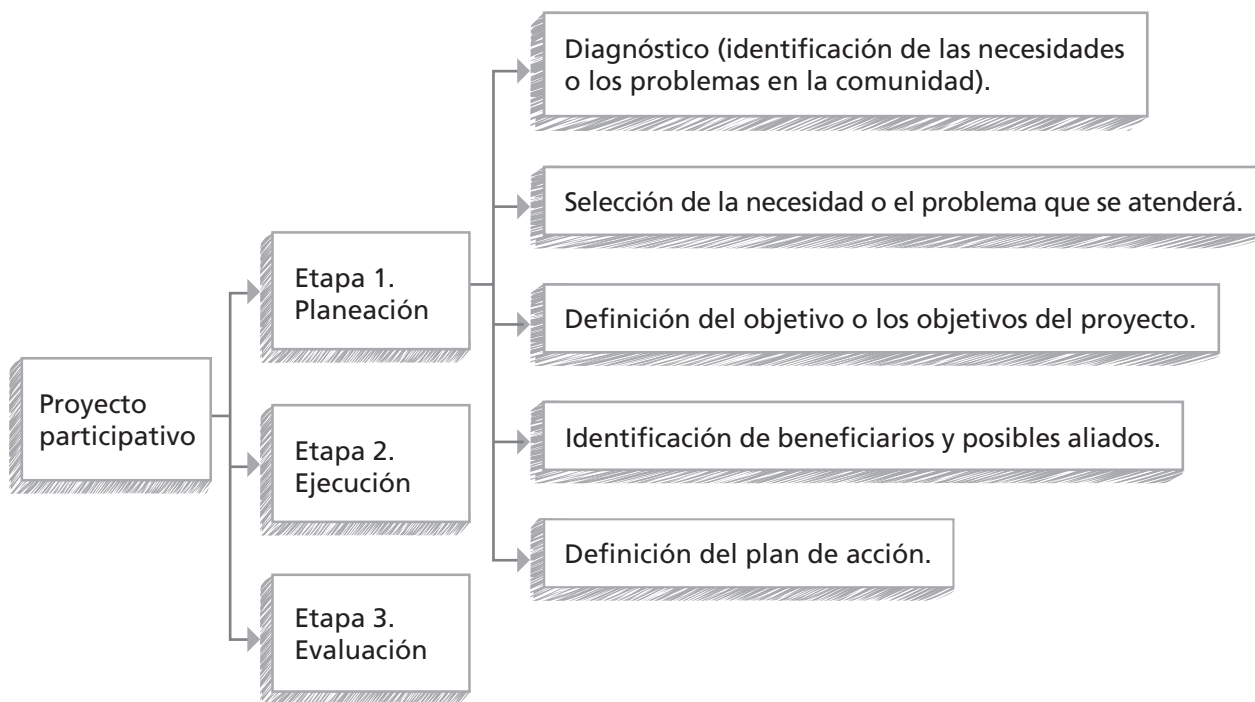 Proyecto
participativo
Etapa 1.
Planeación
Etapa 2.
Ejecución
Etapa 3.
Evaluación
Diagnóstico (identificación de las necesidades
o los problemas en la comunidad).
Selección de la necesidad o el problema que se atenderá.
Definición del objetivo o los objetivos del proyecto.
Identificación de beneficiarios y posibles aliados.
Definición del plan de acción.